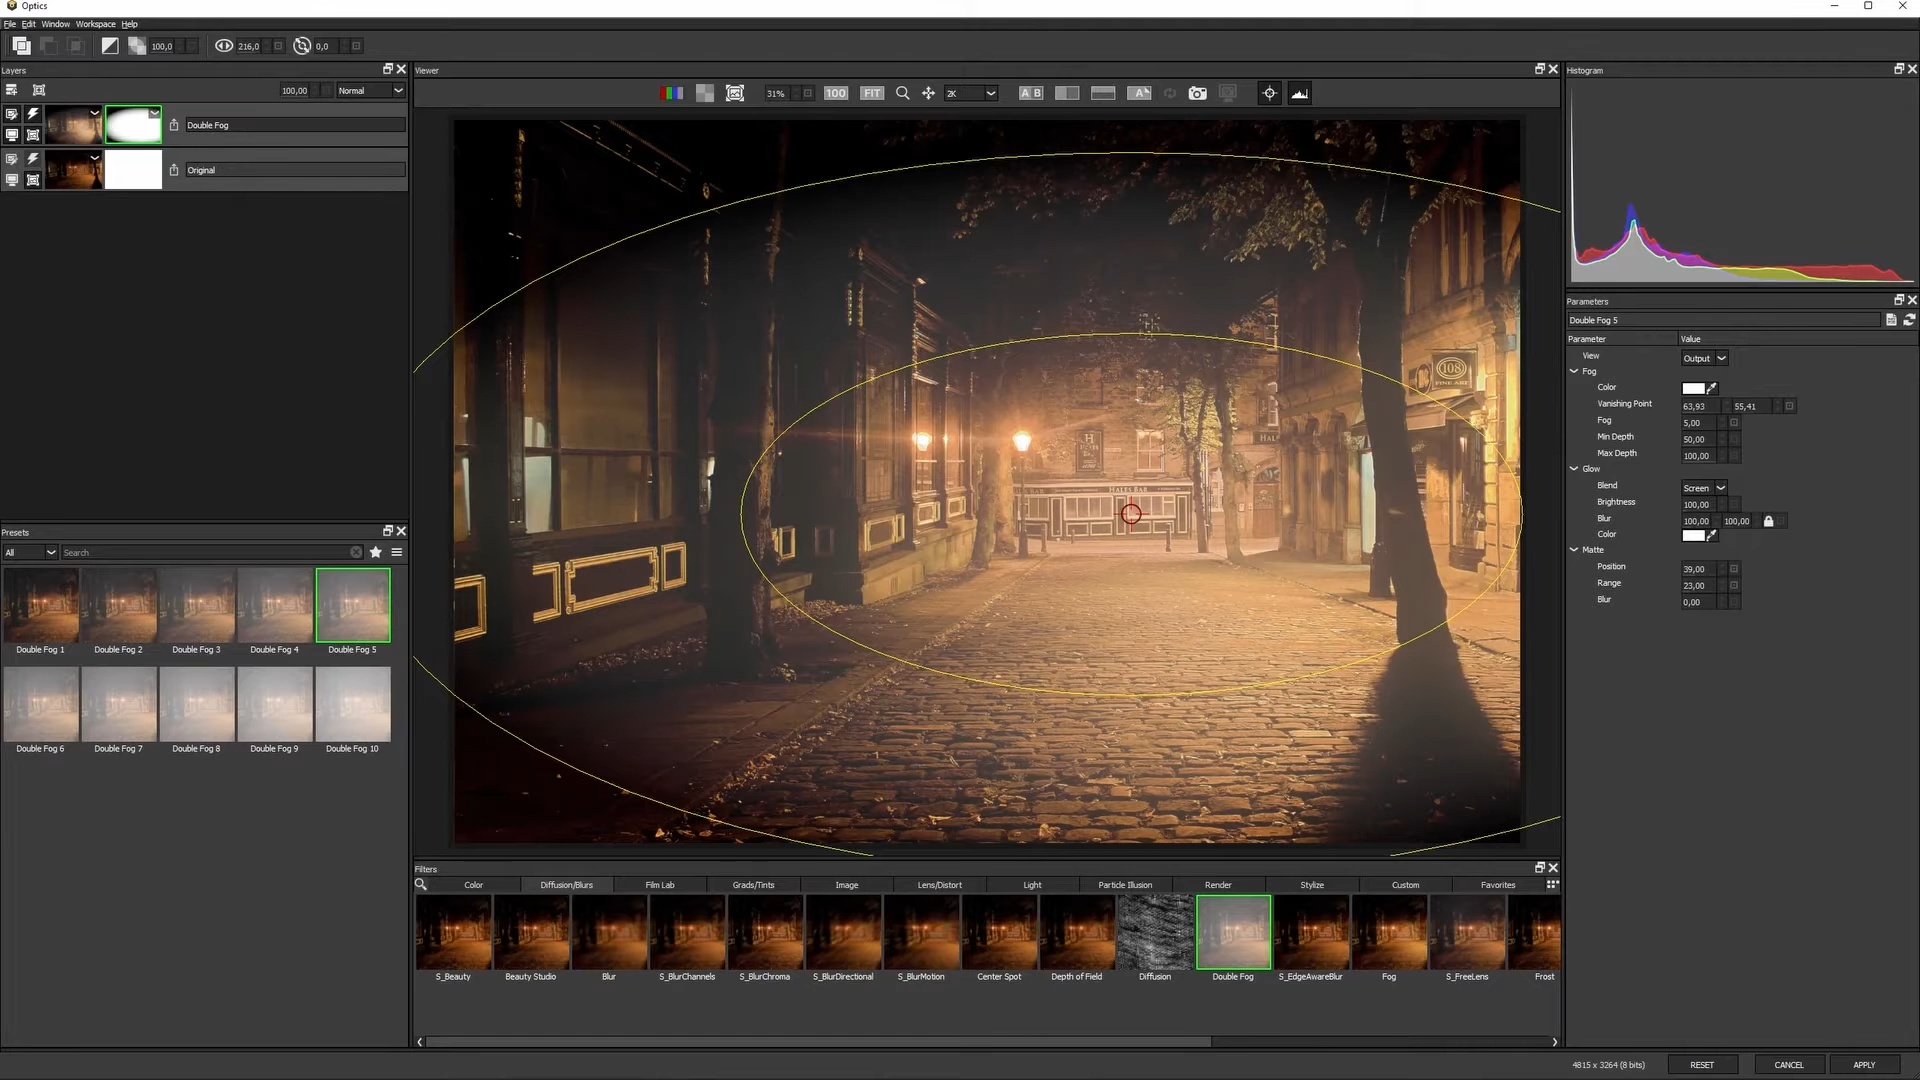 Optics
File Edit Window Workspace Help
100,0 216,0 0,0
Layers
100,00 Normal
Double Fog
Original
Viewer
31% 100 FIT 2K A B A
108
FINE ART
HALES BAR
Presets
All Search
Double Fog 1 Double Fog 2 Double Fog 3 Double Fog 4 Double Fog 5
Double Fog 6 Double Fog 7 Double Fog 8 Double Fog 9 Double Fog 10
Filters
Color Diffusion/Blurs Film Lab Grads/Tints Image Lens/Distort Light Particle Illusion Render Stylize Custom Favorites
S_Beauty Beauty Studio Blur S_BlurChannels S_BlurChroma S_BlurDirectional S_BlurMotion Center Spot Depth of Field Diffusion Double Fog S_EdgeAwareBlur Fog S_FreeLens Frost
Histogram
Parameters
Double Fog 5
Parameter Value
View Output
Fog
Color
Vanishing Point 63,93 55,41
Fog 5,00
Min Depth 50,00
Max Depth 100,00
Glow
Blend Screen
Brightness 100,00
Blur 100,00 100,00
Color
Matte
Position 39,00
Range 23,00
Blur 0,00
4815 x 3264 (8 bits) RESET CANCEL APPLY